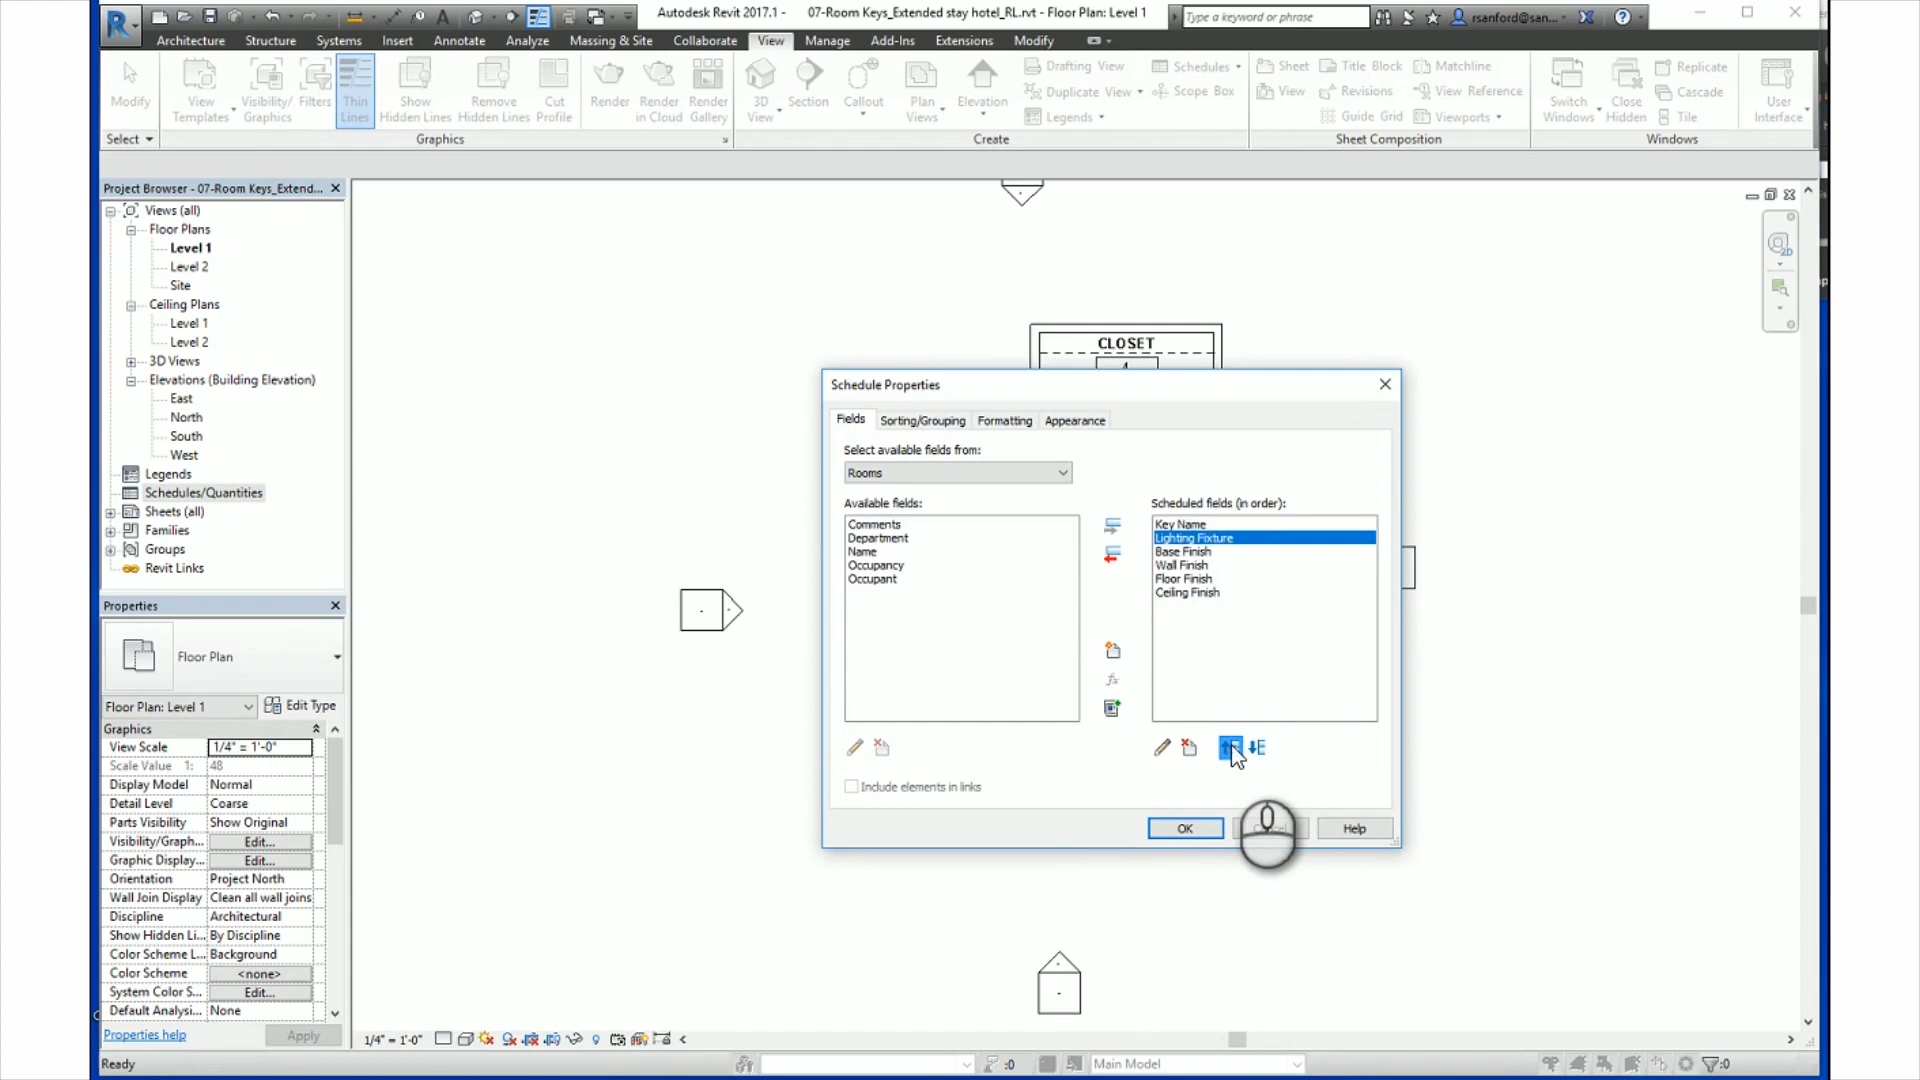 Autodesk Revit 2017.1 - 07-Room Keys_Extended stay hotel_RL.rvt - Floor Plan: Level 1
Type a keyword or phrase
rsanford@san...
Architecture Structure Systems Insert Annotate Analyze Massing & Site Collaborate View Manage Add-Ins Extensions Modify
Modify
View Templates
Visibility/ Graphics
Filters
Thin Lines
Show Hidden Lines
Remove Hidden Lines
Cut Profile
Render
Render in Cloud
Render Gallery
3D View
Section
Callout
Plan Views
Elevation
Drafting View
Duplicate View
Legends
Schedules
Scope Box
Sheet
View
Title Block
Revisions
Guide Grid
Matchline
View Reference
Viewports
Switch Windows
Close Hidden
Replicate
Cascade
Tile
User Interface
Select
Graphics
Create
Sheet Composition
Windows
Project Browser - 07-Room Keys_Extend...
Views (all)
Floor Plans
Level 1
Level 2
Site
Ceiling Plans
Level 1
Level 2
3D Views
Elevations (Building Elevation)
East
North
South
West
Legends
Schedules/Quantities
Sheets (all)
Families
Groups
Revit Links
Properties
Floor Plan
Floor Plan: Level 1
Edit Type
Graphics
View Scale 1/4" = 1'-0"
Scale Value 1: 48
Display Model Normal
Detail Level Coarse
Parts Visibility Show Original
Visibility/Graph... Edit...
Graphic Display... Edit...
Orientation Project North
Wall Join Display Clean all wall joins
Discipline Architectural
Show Hidden Li... By Discipline
Color Scheme L... Background
Color Scheme <none>
System Color S... Edit...
Default Analysi... None
Properties help
Apply
2D
CLOSET
Schedule Properties
Fields Sorting/Grouping Formatting Appearance
Select available fields from:
Rooms
Available fields:
Comments
Department
Name
Occupancy
Occupant
Scheduled fields (in order):
Key Name
Lighting Fixture
Base Finish
Wall Finish
Floor Finish
Ceiling Finish
fx
Include elements in links
OK
Help
1/4" = 1'-0"
Ready
:0
Main Model
:0